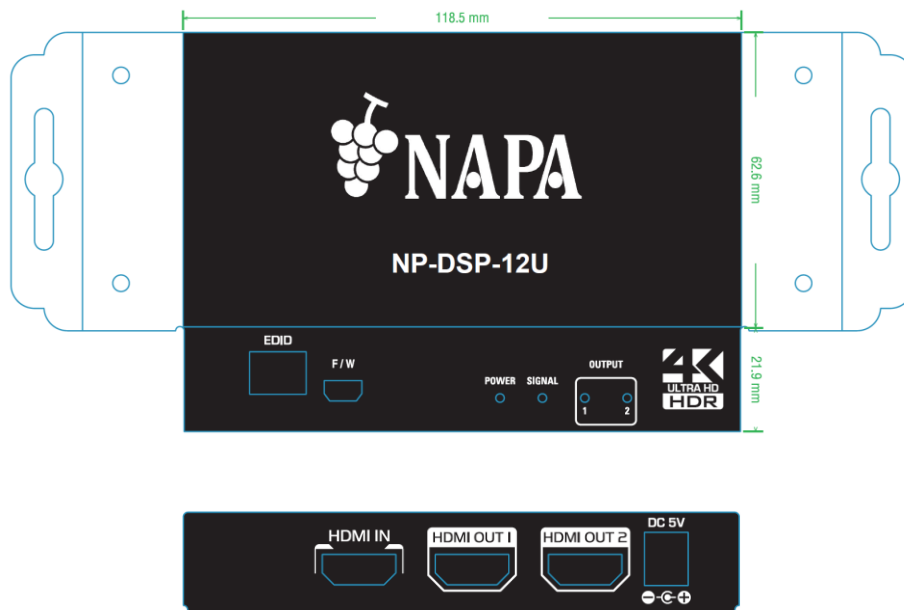 118.5 mm
NAPA
62.6 mm
NP-DSP-12U
EDID
F/W
POWER SIGNAL
OUTPUT
1 2
4K
ULTRA HD
HDR
21.9 mm
HDMI IN
HDMI OUT 1
HDMI OUT 2
DC 5V